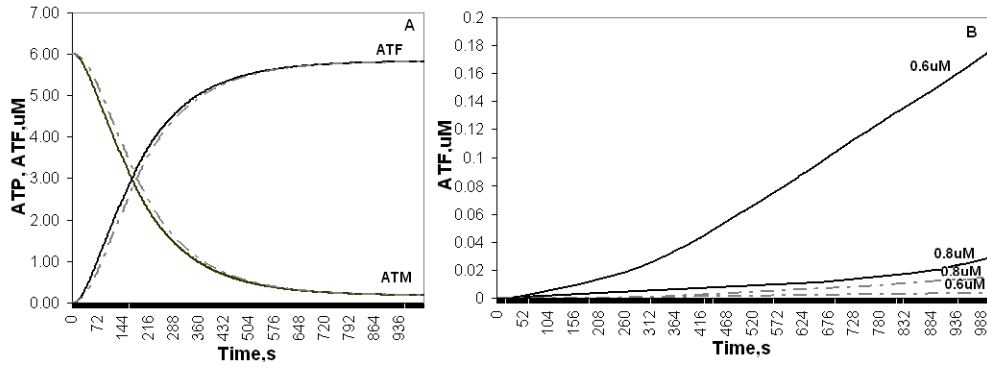 A
7.00
6.00
5.00
4.00
3.00
2.00
1.00
0.00
ATP, ATF,uM
ATF
ATM
0 72 144 216 288 360 432 504 576 648 720 792 864 936
Time,s
B
0.2
0.18
0.16
0.14
0.12
0.1
0.08
0.06
0.04
0.02
0
ATF,uM
0.6uM
0.8uM
0.8uM
0.6uM
0 52 104 156 208 260 312 364 416 468 520 572 624 676 728 780 832 884 936 988
Time,s